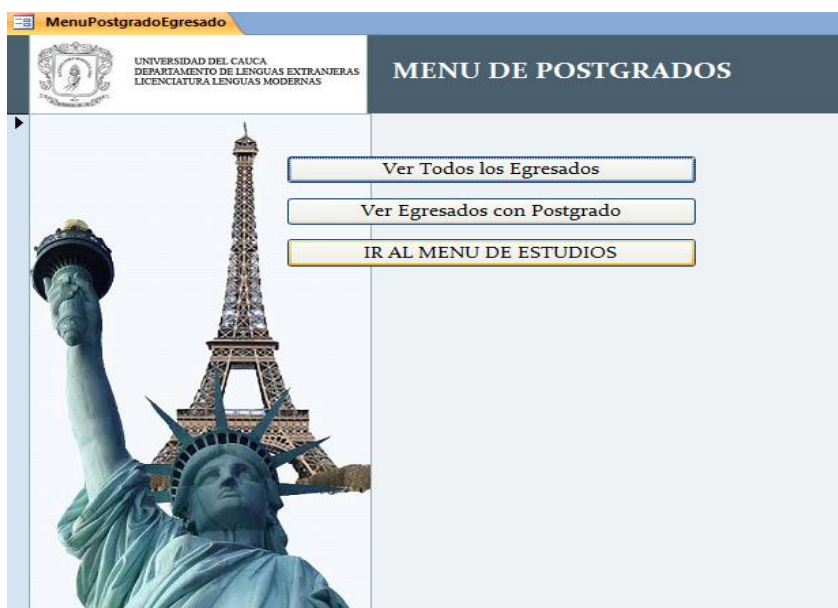 MenuPostgradoEgresado
UNIVERSIDAD DEL CAUCA
DEPARTAMENTO DE LENGUAS EXTRANJERAS
LICENCIATURA LENGUAS MODERNAS
MENU DE POSTGRADOS
Ver Todos los Egresados
Ver Egresados con Postgrado
IR AL MENU DE ESTUDIOS